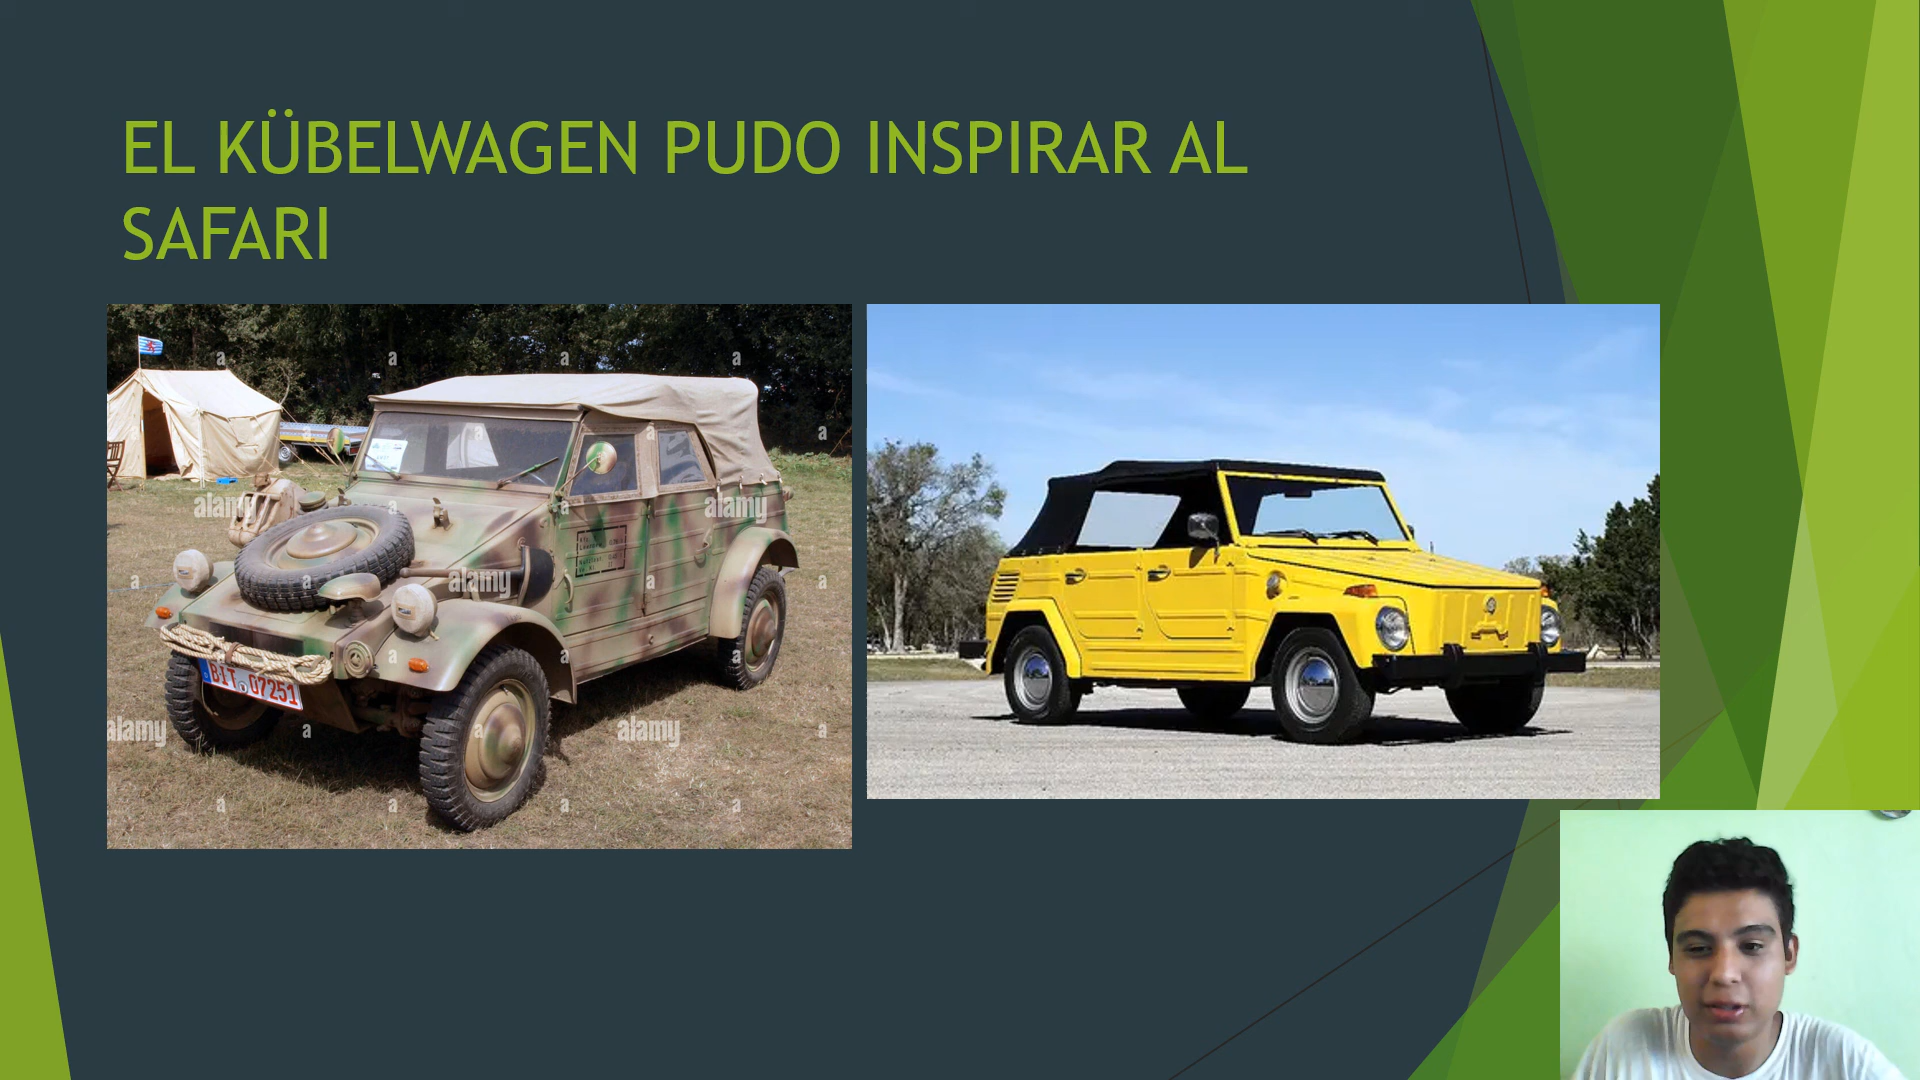 EL KÜBELWAGEN PUDO INSPIRAR AL
SAFARI
a a a a
a a a
alamy alamy
a a alamy a a
BIT 07251
a a
alamy a alamy a a
a a a a